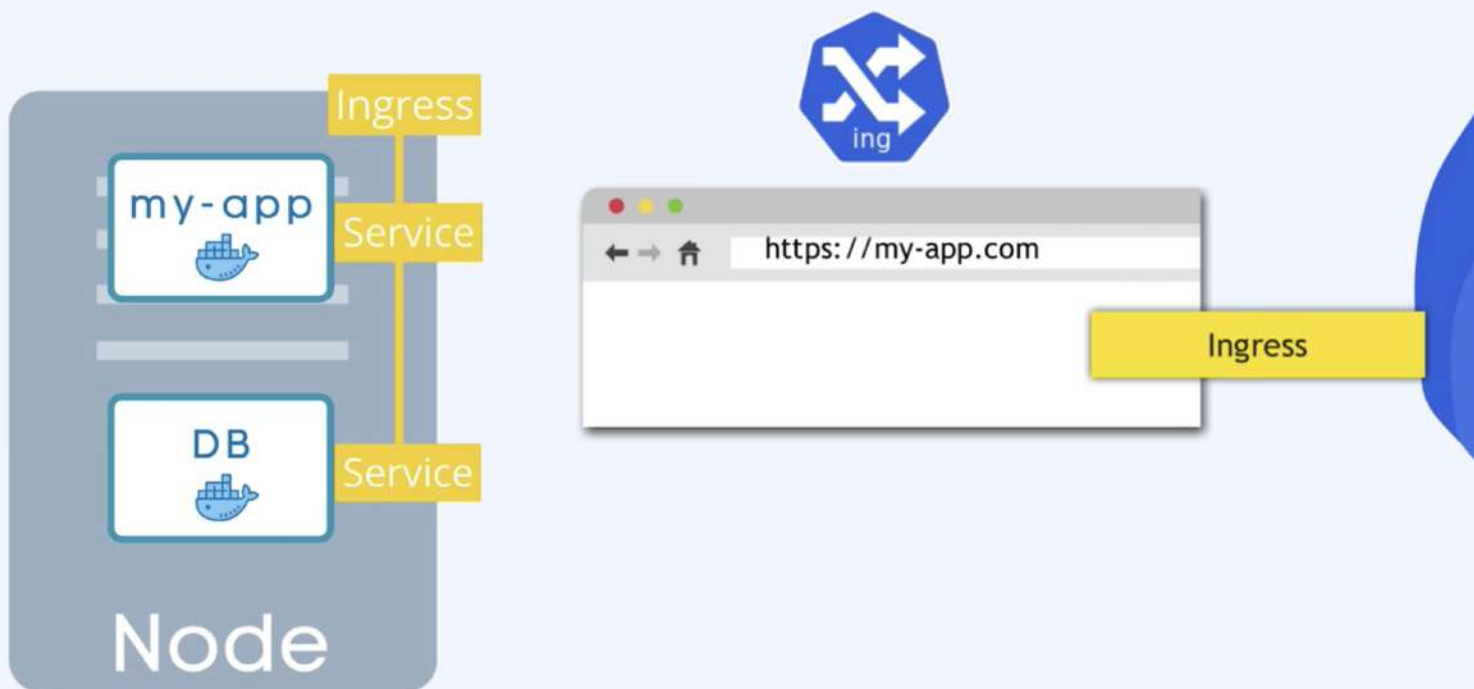 Ingress
my-app
Service
DB
Service
Node
ing
https://my-app.com
Ingress